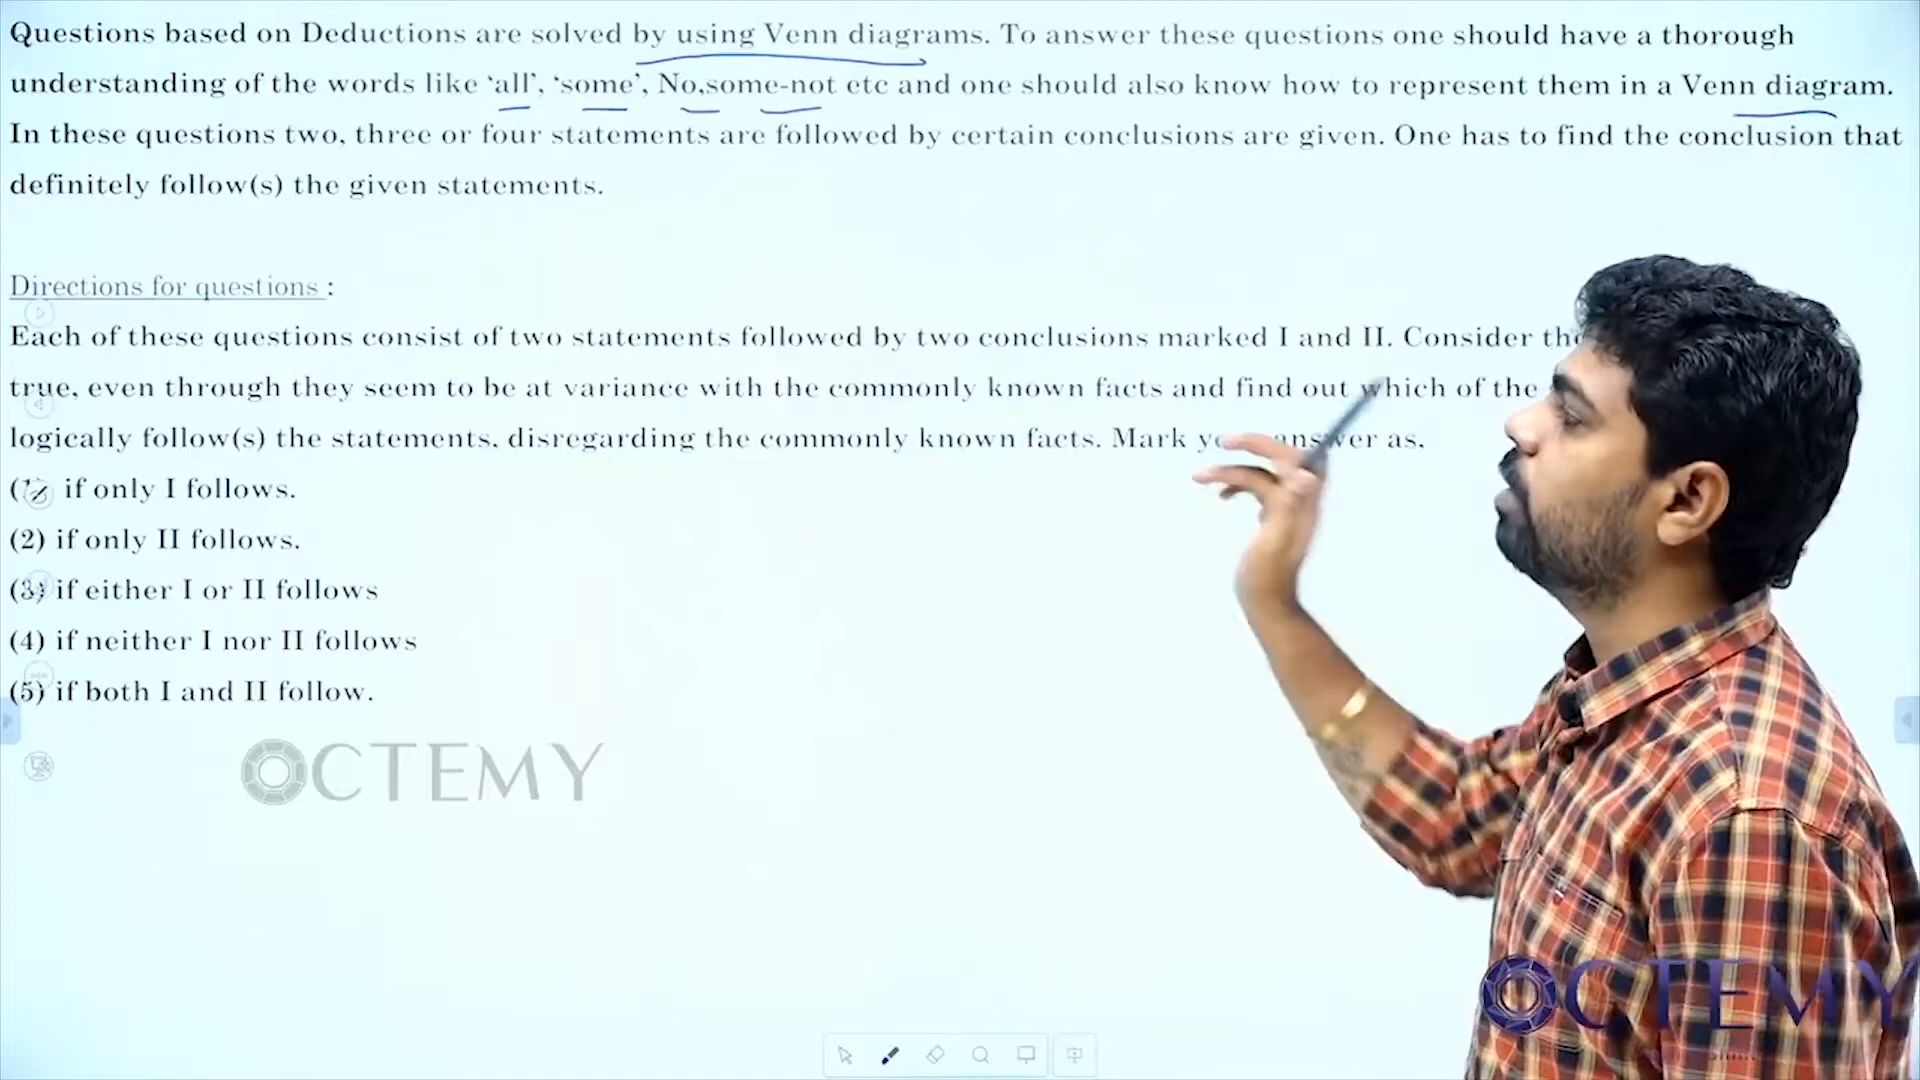 Questions based on Deductions are solved by using Venn diagrams. To answer these questions one should have a thorough
understanding of the words like ‘all’, ‘some’, No,some-not etc and one should also know how to represent them in a Venn diagram.
In these questions two, three or four statements are followed by certain conclusions are given. One has to find the conclusion that
definitely follow(s) the given statements.
Directions for questions :
Each of these questions consist of two statements followed by two conclusions marked I and II. Consider
true, even through they seem to be at variance with the commonly known facts and find out which of the
logically follow(s) the statements, disregarding the commonly known facts. Mark answer as,
if only I follows.
(2) if only II follows.
(3) if either I or II follows
(4) if neither I nor II follows
(5) if both I and II follow.
OCTEMY
OCTEMY